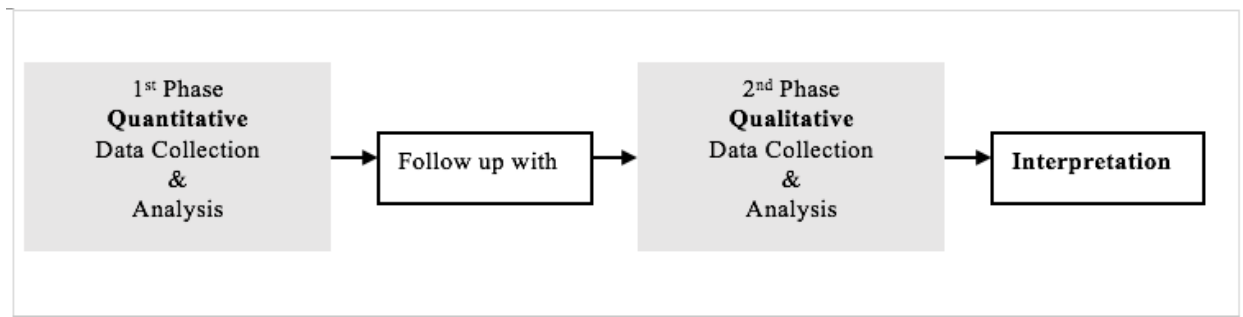 1st Phase
Quantitative
Data Collection
&
Analysis
Follow up with
2nd Phase
Qualitative
Data Collection
&
Analysis
Interpretation